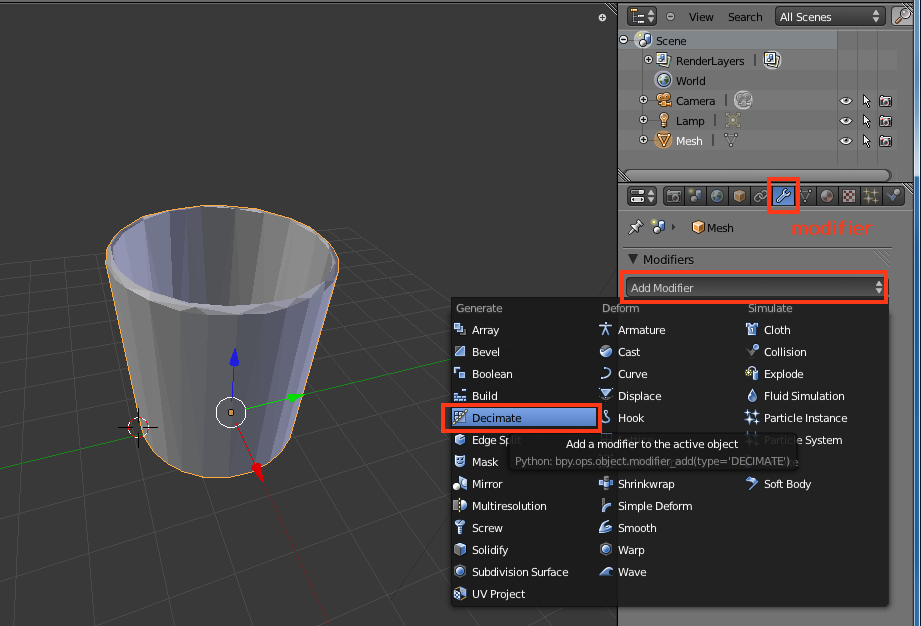 View Search All Scenes
Scene
RenderLayers
World
Camera
Lamp
Mesh
Mesh
modifier
Modifiers
Add Modifier
Generate Deform Simulate
Array Armature Cloth
Bevel Cast Collision
Boolean Curve Explode
Build Displace Fluid Simulation
Decimate Hook Particle Instance
Edge Split Particle System
Add a modifier to the active object
Mask
Python: bpy.ops.object.modifier_add(type='DECIMATE')
Mirror Shrinkwrap Soft Body
Multiresolution Simple Deform
Screw Smooth
Solidify Warp
Subdivision Surface Wave
UV Project